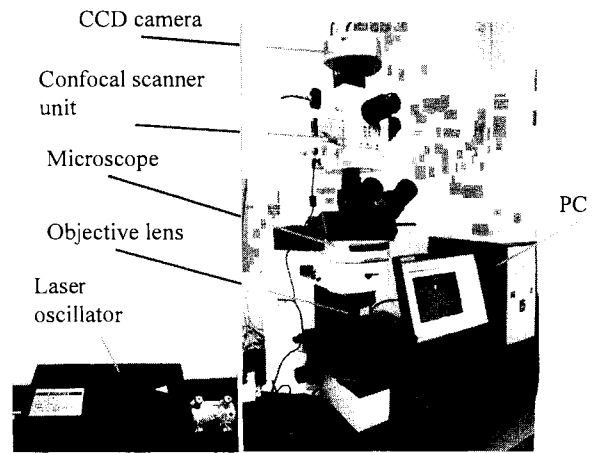 CCD camera
Confocal scanner
unit
Microscope
Objective lens
PC
Laser
oscillator